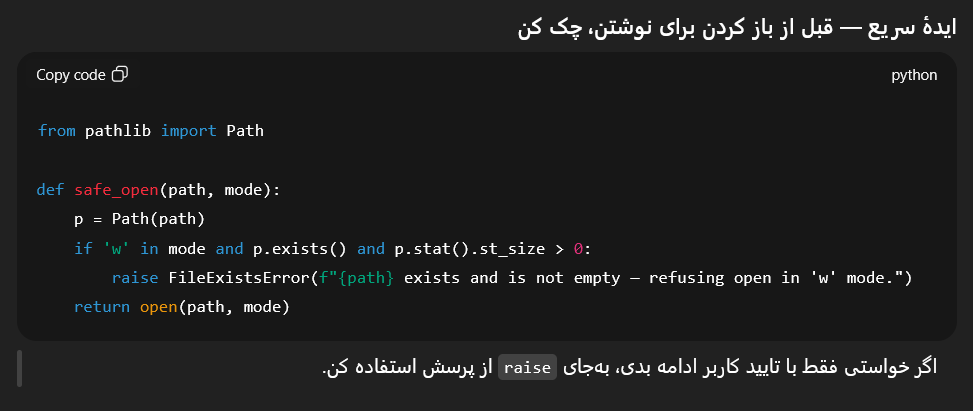 ایدهٔ سریع — قبل از باز کردن برای نوشتن، چک کن
Copy code
python
from pathlib import Path
def safe_open(path, mode):
    p = Path(path)
    if 'w' in mode and p.exists() and p.stat().st_size > 0:
        raise FileExistsError(f"{path} exists and is not empty — refusing open in 'w' mode.")
    return open(path, mode)
اگر خواستی فقط با تایید کاربر ادامه بدی، به‌جای raise از پرسش استفاده کن.